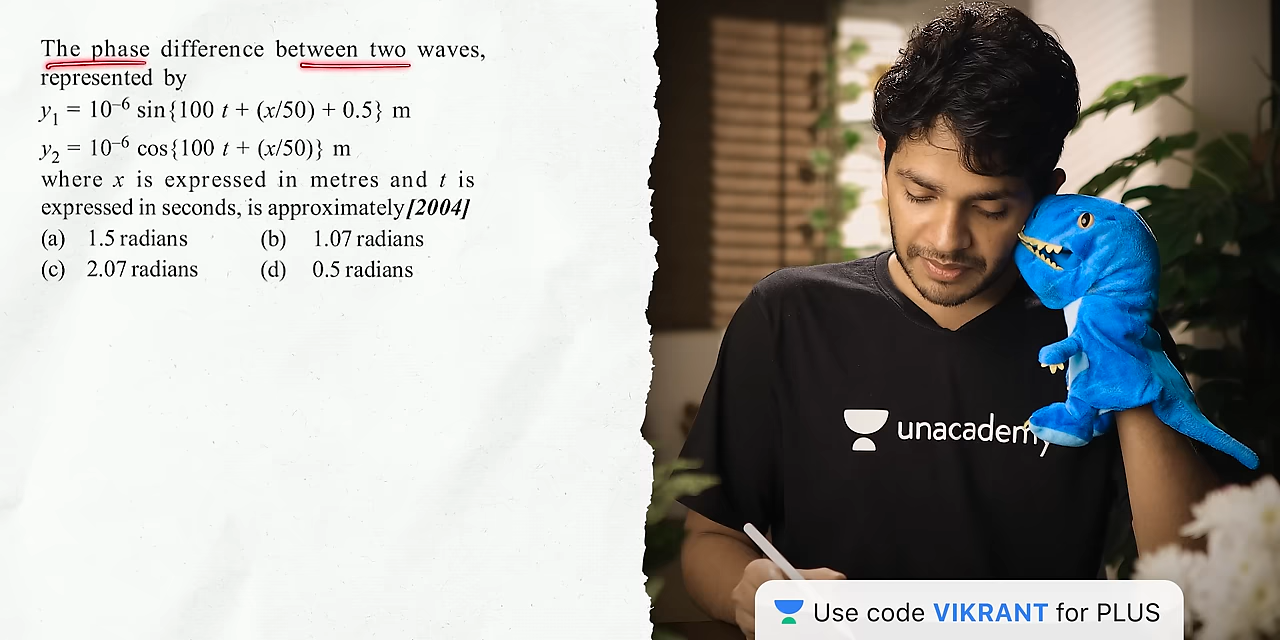 The phase difference between two waves,
represented by
y₁ = 10⁻⁶ sin{100 t + (x/50) + 0.5} m
y₂ = 10⁻⁶ cos{100 t + (x/50)} m
where x is expressed in metres and t is
expressed in seconds, is approximately [2004]
(a) 1.5 radians (b) 1.07 radians
(c) 2.07 radians (d) 0.5 radians
unacademy
Use code VIKRANT for PLUS